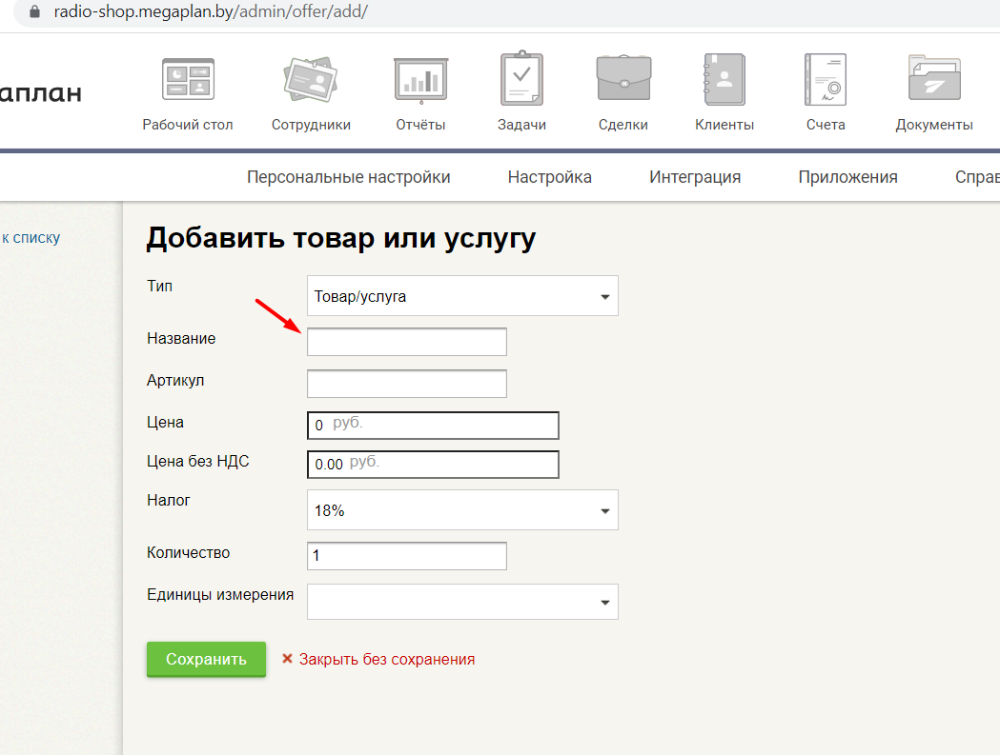 radio-shop.megaplan.by/admin/offer/add/
аплан
Рабочий стол Сотрудники Отчёты Задачи Сделки Клиенты Счета Документы
Персональные настройки Настройка Интеграция Приложения Справ
к списку
Добавить товар или услугу
Тип Товар/услуга
Название
Артикул
Цена 0 руб.
Цена без НДС 0.00 руб.
Налог 18%
Количество 1
Единицы измерения
Сохранить Закрыть без сохранения